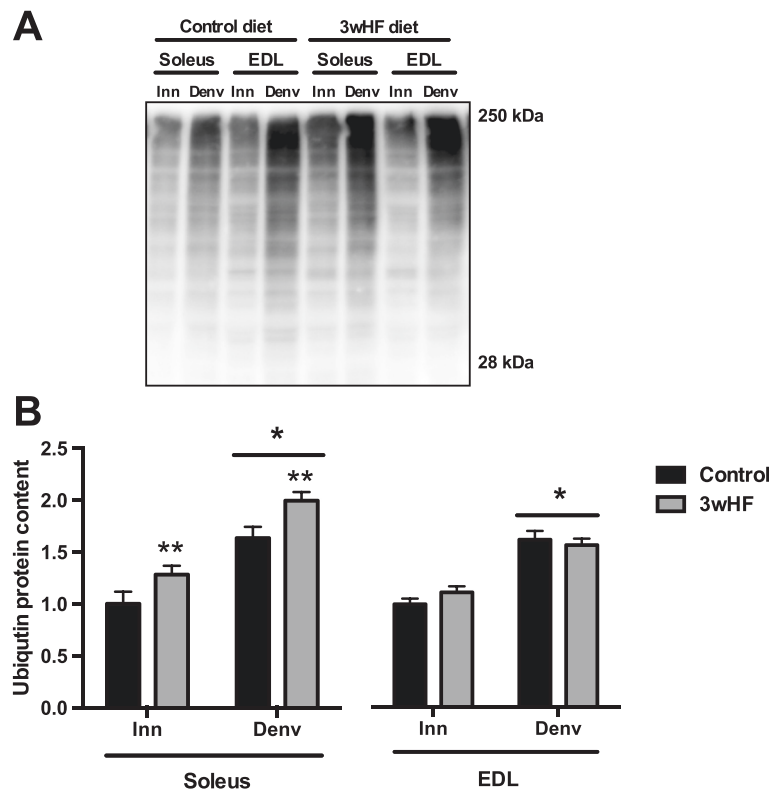 A
Control diet 3wHF diet
Soleus EDL Soleus EDL
Inn Denv Inn Denv Inn Denv Inn Denv
250 kDa
28 kDa
B
Ubiqutin protein content
2.5
2.0
1.5
1.0
0.5
0.0
*
**
**
*
Control
3wHF
Inn Denv Inn Denv
Soleus EDL